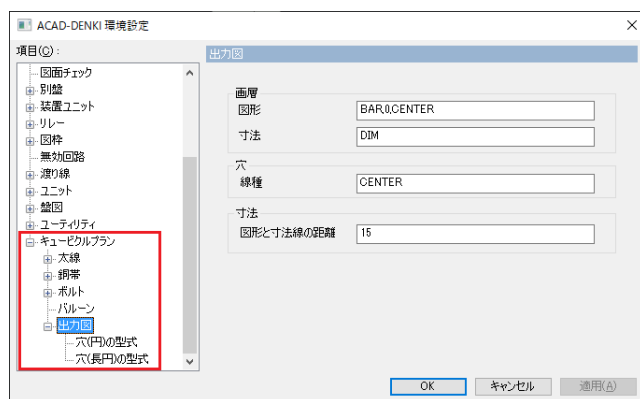 ACAD-DENKI 環境設定
項目(C):
図面チェック
別盤
装置ユニット
リレー
図枠
無効回路
渡り線
ユニット
盤図
ユーティリティ
キュービクルプラン
太線
銅帯
ボルト
バルーン
出力図
穴(円)の型式
穴(長円)の型式
出力図
画層
図形 BAR,0,CENTER
寸法 DIM
穴
線種 CENTER
寸法
図形と寸法線の距離 15
OK キャンセル 適用(A)